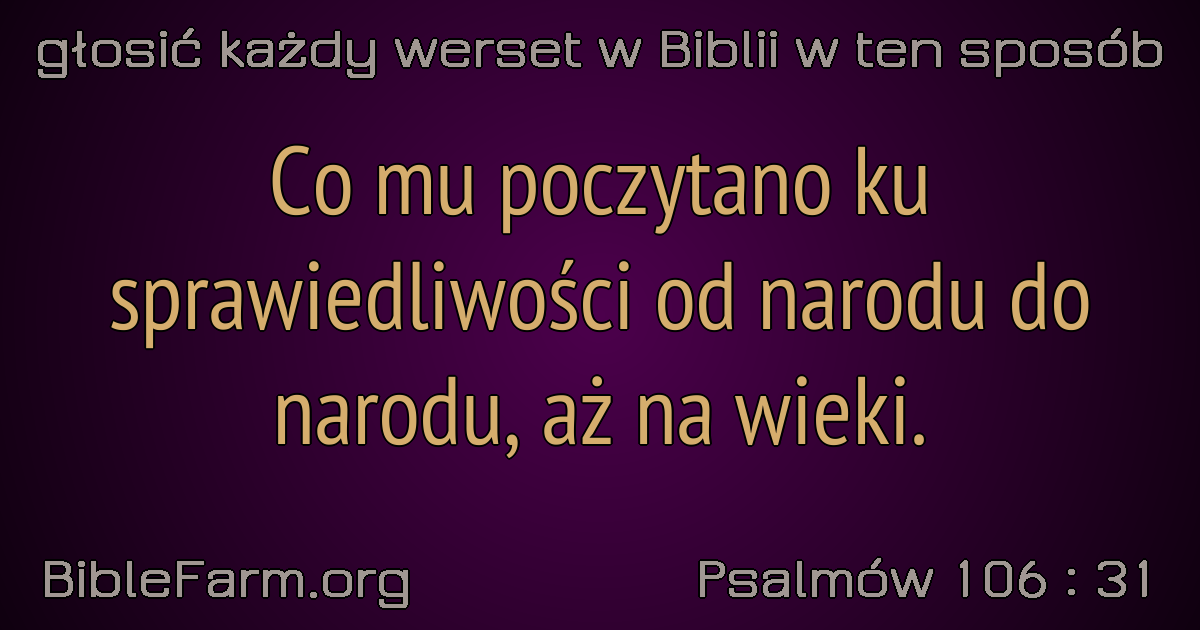 głosić każdy werset w Biblii w ten sposób
Co mu poczytano ku
sprawiedliwości od narodu do
narodu, aż na wieki.
BibleFarm.org
Psalmów 106 : 31